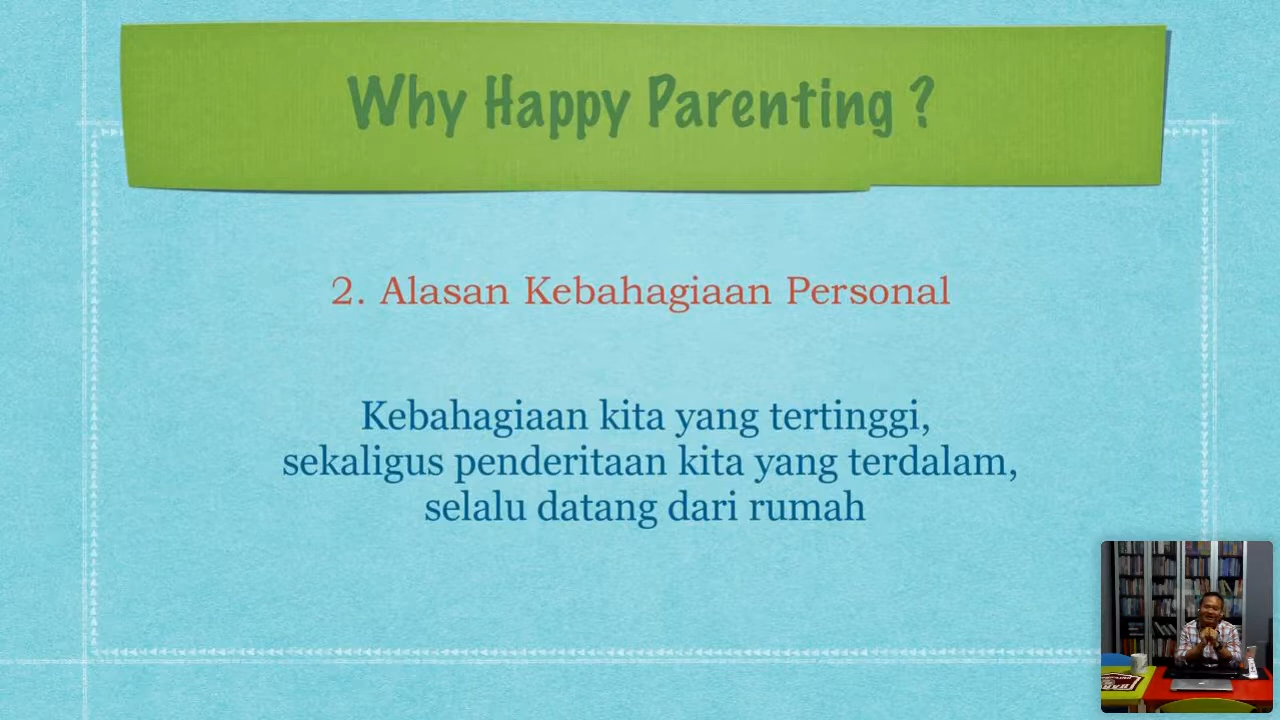 Why Happy Parenting ?
2. Alasan Kebahagiaan Personal
Kebahagiaan kita yang tertinggi,
sekaligus penderitaan kita yang terdalam,
selalu datang dari rumah